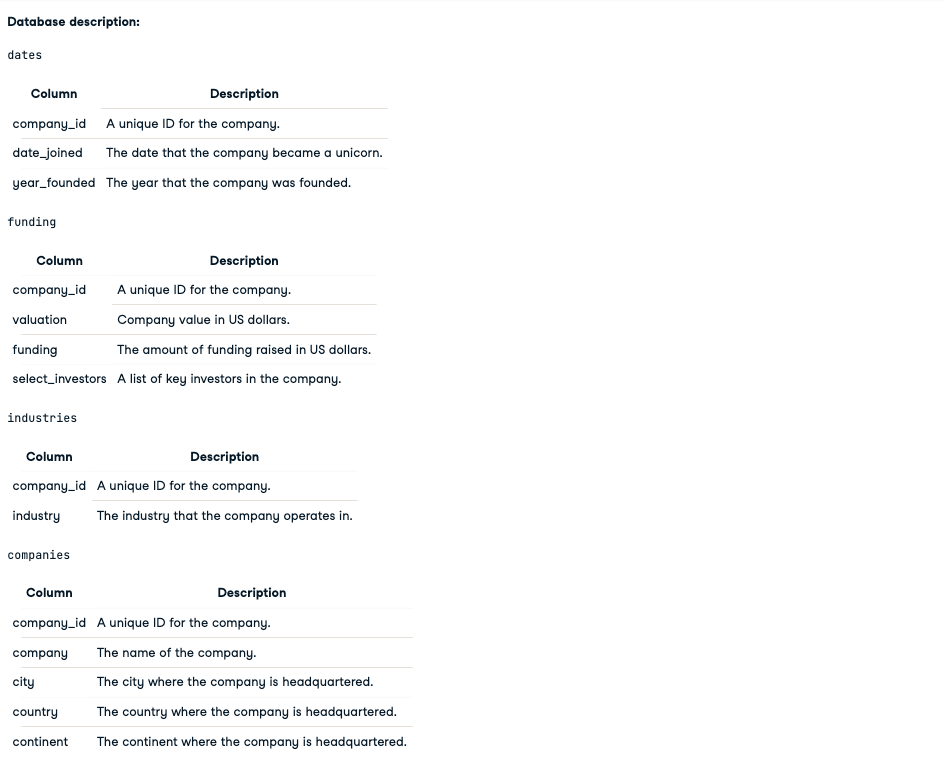 Database description:
dates
Column Description
company_id A unique ID for the company.
date_joined The date that the company became a unicorn.
year_founded The year that the company was founded.
funding
Column Description
company_id A unique ID for the company.
valuation Company value in US dollars.
funding The amount of funding raised in US dollars.
select_investors A list of key investors in the company.
industries
Column Description
company_id A unique ID for the company.
industry The industry that the company operates in.
companies
Column Description
company_id A unique ID for the company.
company The name of the company.
city The city where the company is headquartered.
country The country where the company is headquartered.
continent The continent where the company is headquartered.